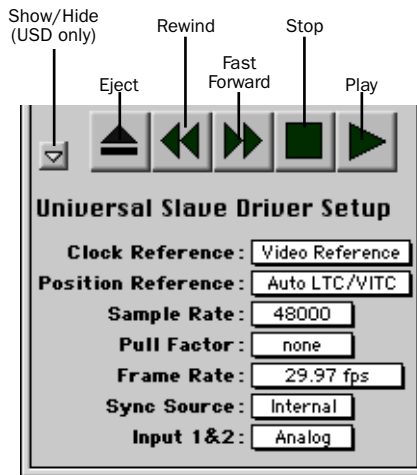 Show/Hide
(USD only)
Rewind
Stop
Eject
Fast
Forward
Play
Universal Slave Driver Setup
Clock Reference: Video Reference
Position Reference: Auto LTC/VITC
Sample Rate: 48000
Pull Factor: none
Frame Rate: 29.97 fps
Sync Source: Internal
Input 1&2: Analog